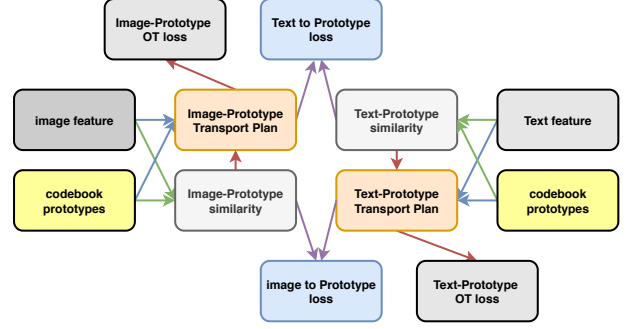 Image-Prototype
OT loss
Text to Prototype
loss
image feature
Image-Prototype
Transport Plan
Text-Prototype
similarity
Text feature
codebook
prototypes
Image-Prototype
similarity
Text-Prototype
Transport Plan
codebook
prototypes
image to Prototype
loss
Text-Prototype
OT loss